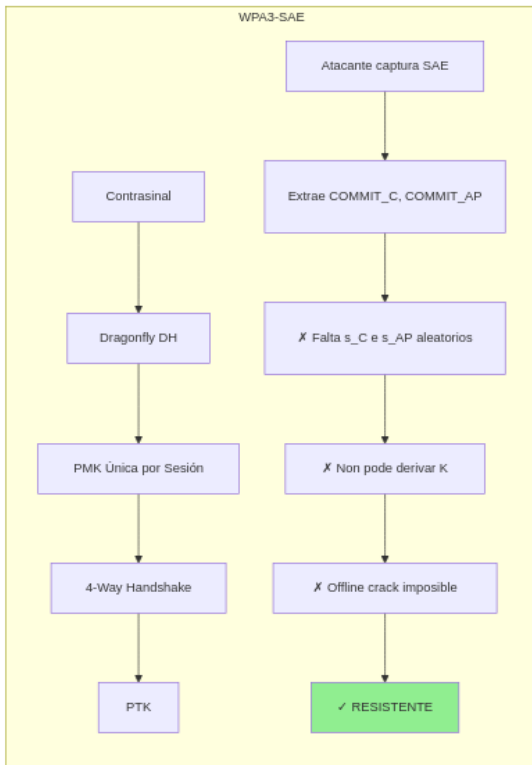 WPA3-SAE
Atacante captura SAE
Contrasinal
Extrae COMMIT_C, COMMIT_AP
Dragonfly DH
✗ Falta s_C e s_AP aleatorios
PMK Única por Sesión
✗ Non pode derivar K
4-Way Handshake
✗ Offline crack imposible
PTK
✓ RESISTENTE